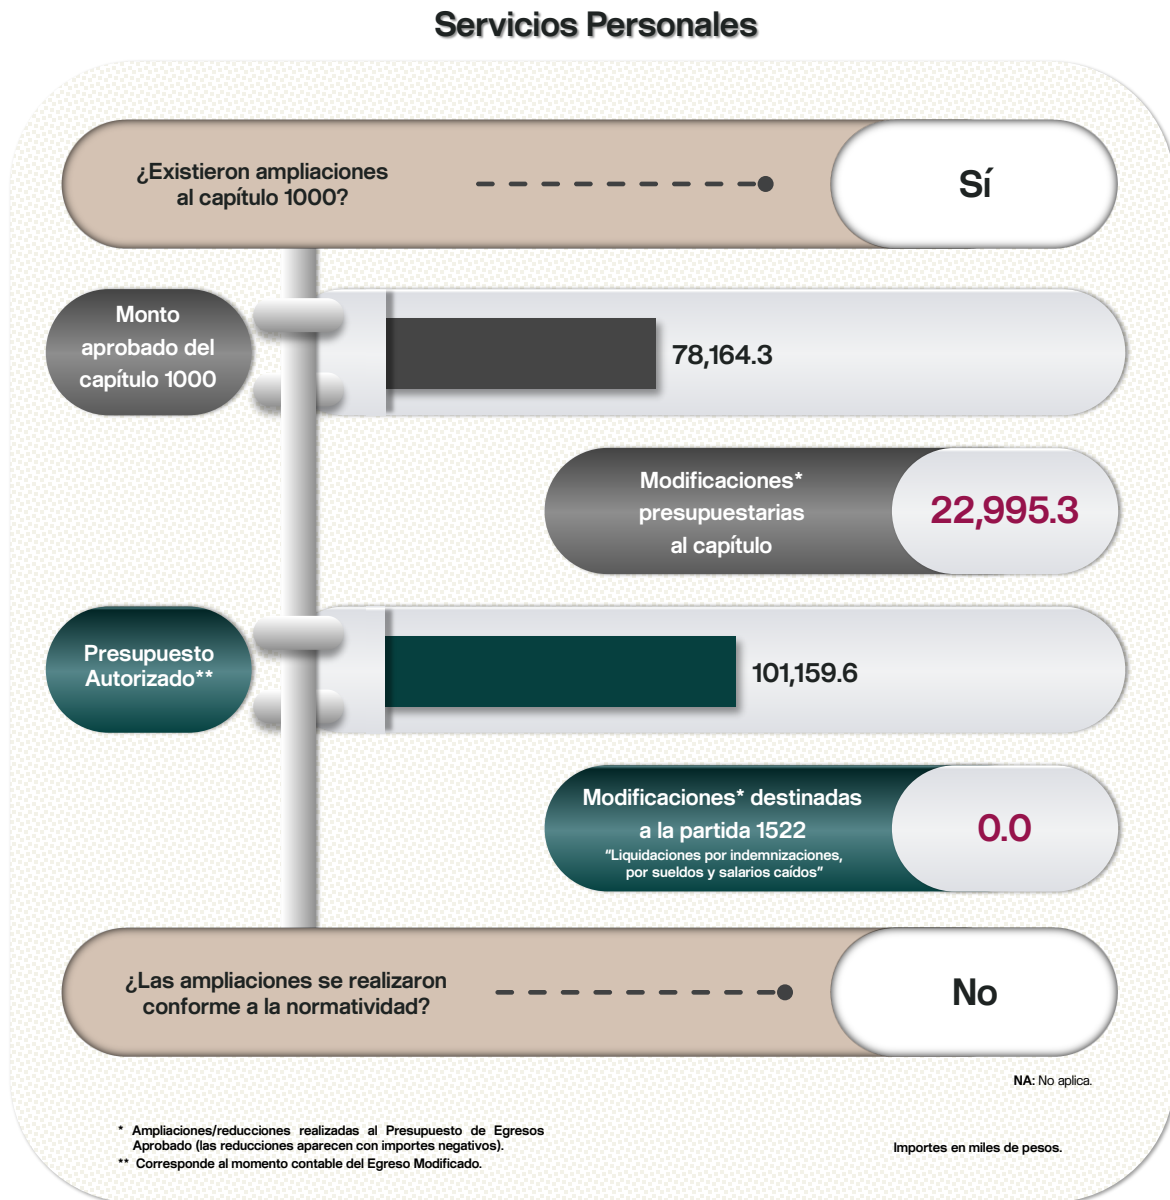 Servicios Personales
¿Existieron ampliaciones
al capítulo 1000?
Sí
Monto
aprobado del
capítulo 1000
78,164.3
Modificaciones*
presupuestarias
al capítulo
22,995.3
Presupuesto
Autorizado**
101,159.6
Modificaciones* destinadas
a la partida 1522
"Liquidaciones por indemnizaciones,
por sueldos y salarios caídos"
0.0
¿Las ampliaciones se realizaron
conforme a la normatividad?
No
NA: No aplica.
* Ampliaciones/reducciones realizadas al Presupuesto de Egresos
Aprobado (las reducciones aparecen con importes negativos).
** Corresponde al momento contable del Egreso Modificado.
Importes en miles de pesos.